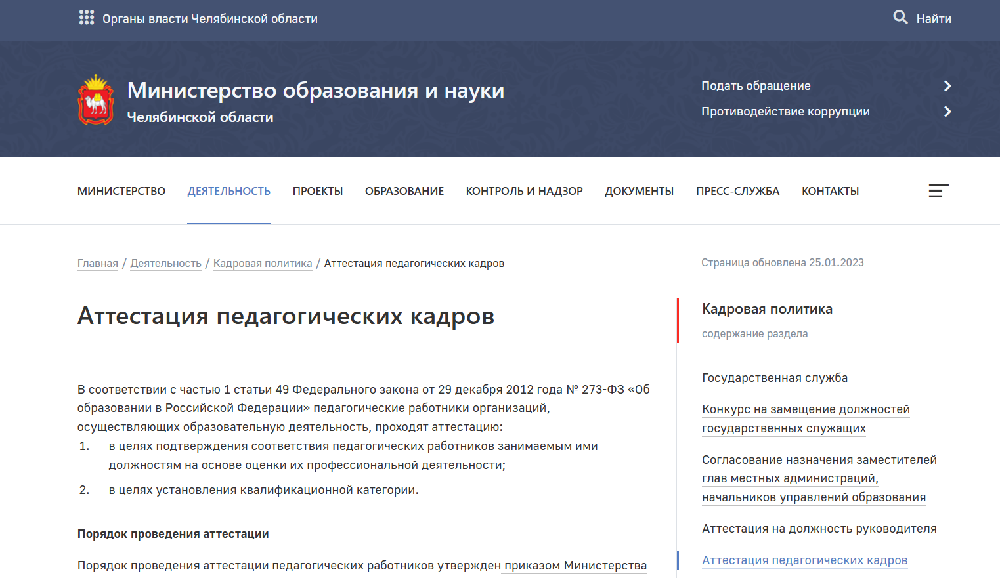 Органы власти Челябинской области
Найти
Министерство образования и науки
Челябинской области
Подать обращение
Противодействие коррупции
МИНИСТЕРСТВО ДЕЯТЕЛЬНОСТЬ ПРОЕКТЫ ОБРАЗОВАНИЕ КОНТРОЛЬ И НАДЗОР ДОКУМЕНТЫ ПРЕСС-СЛУЖБА КОНТАКТЫ
Главная / Деятельность / Кадровая политика / Аттестация педагогических кадров
Страница обновлена 25.01.2023
Аттестация педагогических кадров
В соответствии с частью 1 статьи 49 Федерального закона от 29 декабря 2012 года № 273-ФЗ «Об
образовании в Российской Федерации» педагогические работники организаций,
осуществляющих образовательную деятельность, проходят аттестацию:
1. в целях подтверждения соответствия педагогических работников занимаемым ими
должностям на основе оценки их профессиональной деятельности;
2. в целях установления квалификационной категории.
Порядок проведения аттестации
Порядок проведения аттестации педагогических работников утвержден приказом Министерства
Кадровая политика
содержание раздела
Государственная служба
Конкурс на замещение должностей
государственных служащих
Согласование назначения заместителей
глав местных администраций,
начальников управлений образования
Аттестация на должность руководителя
Аттестация педагогических кадров